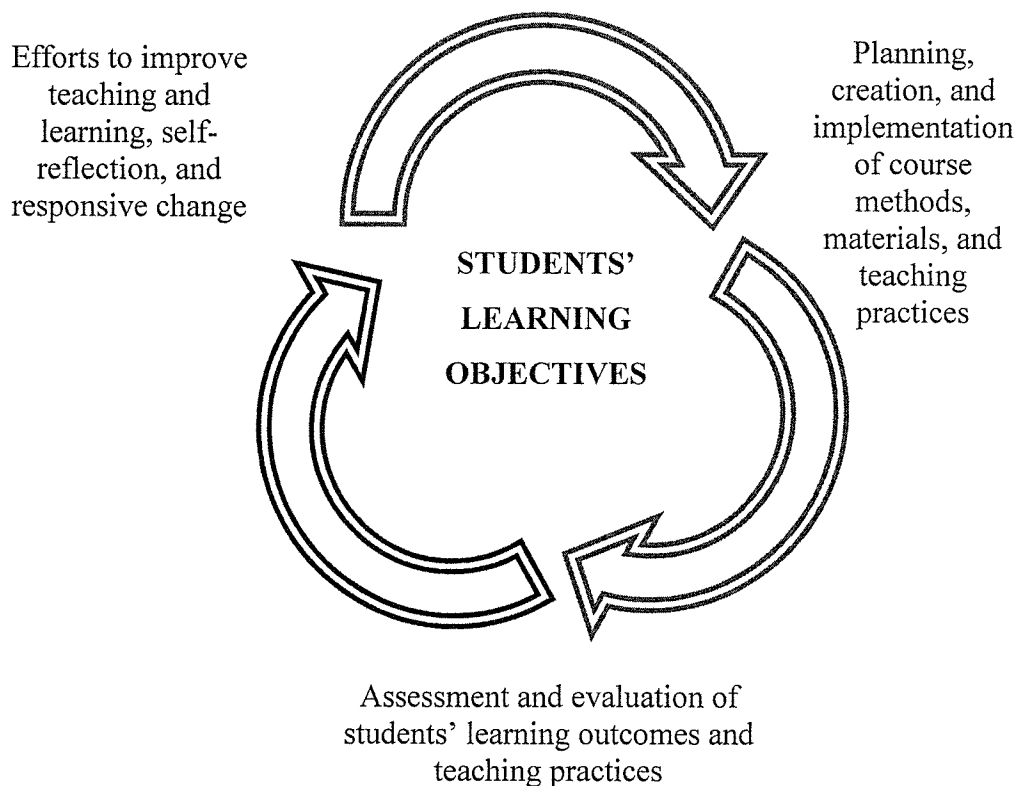 Efforts to improve
teaching and
learning, self-
reflection, and
responsive change
Planning,
creation, and
implementation
of course
methods,
materials, and
teaching
practices
STUDENTS’
LEARNING
OBJECTIVES
Assessment and evaluation of
students’ learning outcomes and
teaching practices